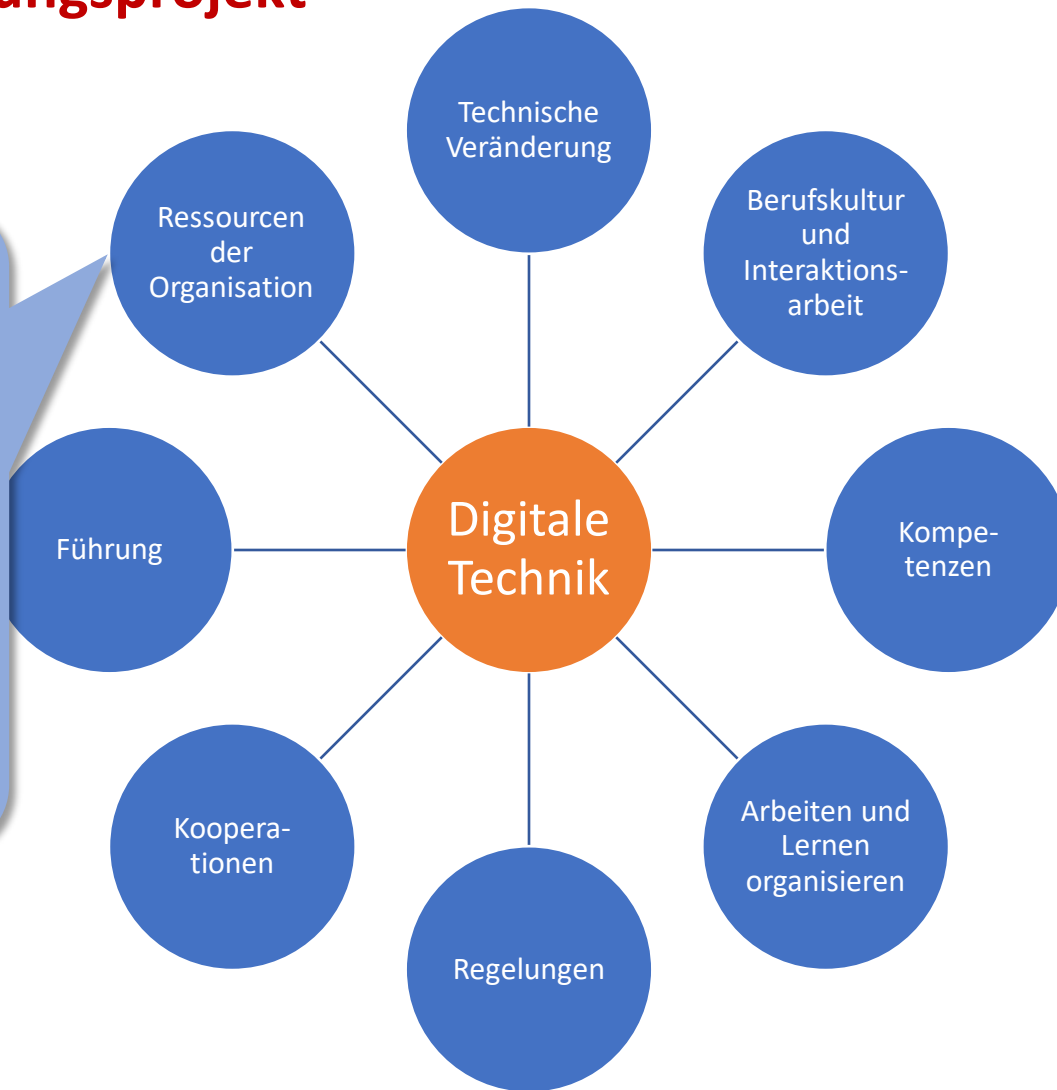 ungsprojekt
Technische
Veränderung
Berufskultur
und
Interaktions-
arbeit
Kompe-
tenzen
Arbeiten und
Lernen
organisieren
Regelungen
Koopera-
tionen
Führung
Ressourcen
der
Organisation
Digitale
Technik